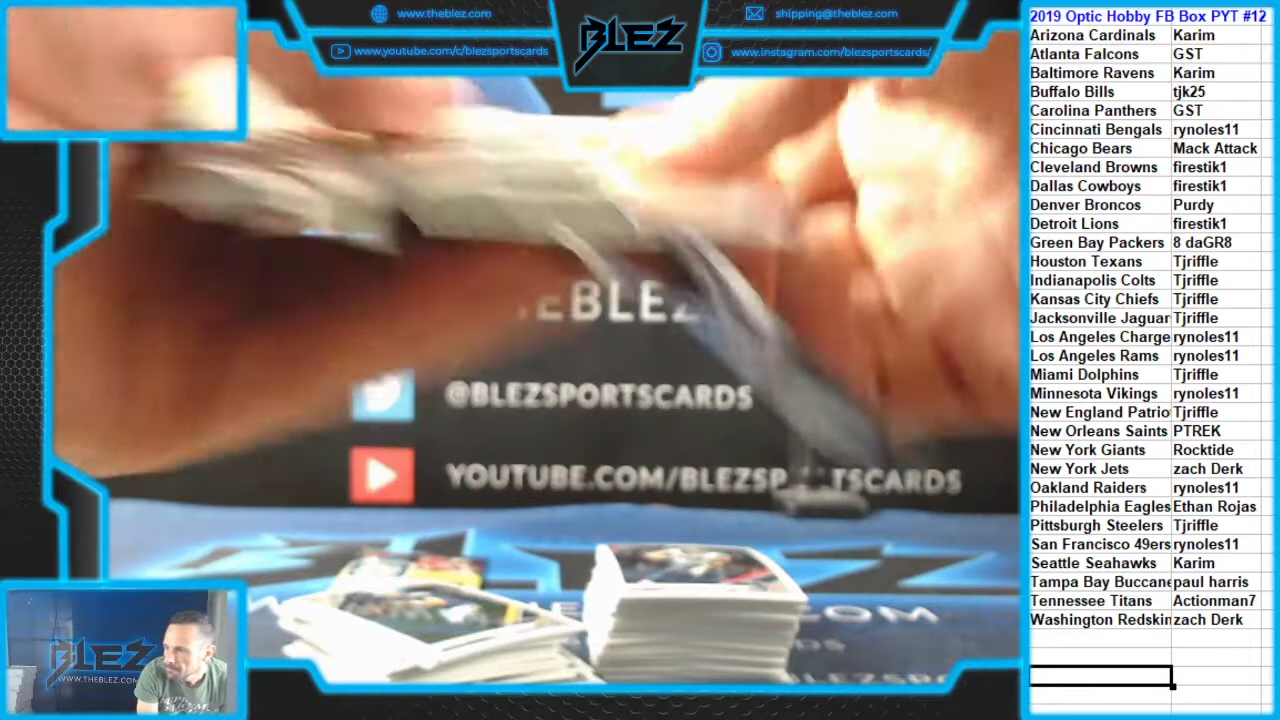 www.theblez.com
www.youtube.com/c/blezsportscards
BLEZ
shipping@theblez.com
www.instagram.com/blezsportscards/
EBLEZ
@BLEZSPORTSCARDS
YOUTUBE.COM/BLEZSP TSCARDS
BLEZ
WWW.THEBLEZ.COM
2019 Optic Hobby FB Box PYT #12
Arizona Cardinals Karim
Atlanta Falcons GST
Baltimore Ravens Karim
Buffalo Bills tjk25
Carolina Panthers GST
Cincinnati Bengals rynoles11
Chicago Bears Mack Attack
Cleveland Browns firestik1
Dallas Cowboys firestik1
Denver Broncos Purdy
Detroit Lions firestik1
Green Bay Packers 8 daGR8
Houston Texans Tjriffle
Indianapolis Colts Tjriffle
Kansas City Chiefs Tjriffle
Jacksonville Jaguar Tjriffle
Los Angeles Charge rynoles11
Los Angeles Rams rynoles11
Miami Dolphins Tjriffle
Minnesota Vikings rynoles11
New England Patrio Tjriffle
New Orleans Saints PTREK
New York Giants Rocktide
New York Jets zach Derk
Oakland Raiders rynoles11
Philadelphia Eagles Ethan Rojas
Pittsburgh Steelers Tjriffle
San Francisco 49ers rynoles11
Seattle Seahawks Karim
Tampa Bay Buccane paul harris
Tennessee Titans Actionman7
Washington Redskin zach Derk